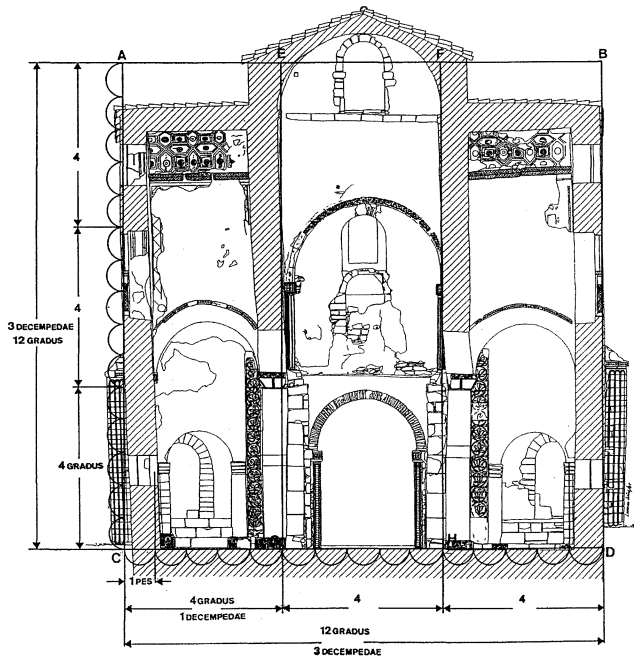 A E F B
4
4
3 DECEMPEDAE
12 GRADUS
4 GRADUS
H
C D
1 PES
4 GRADUS 4 4
1 DECEMPEDAE
12 GRADUS
3 DECEMPEDAE